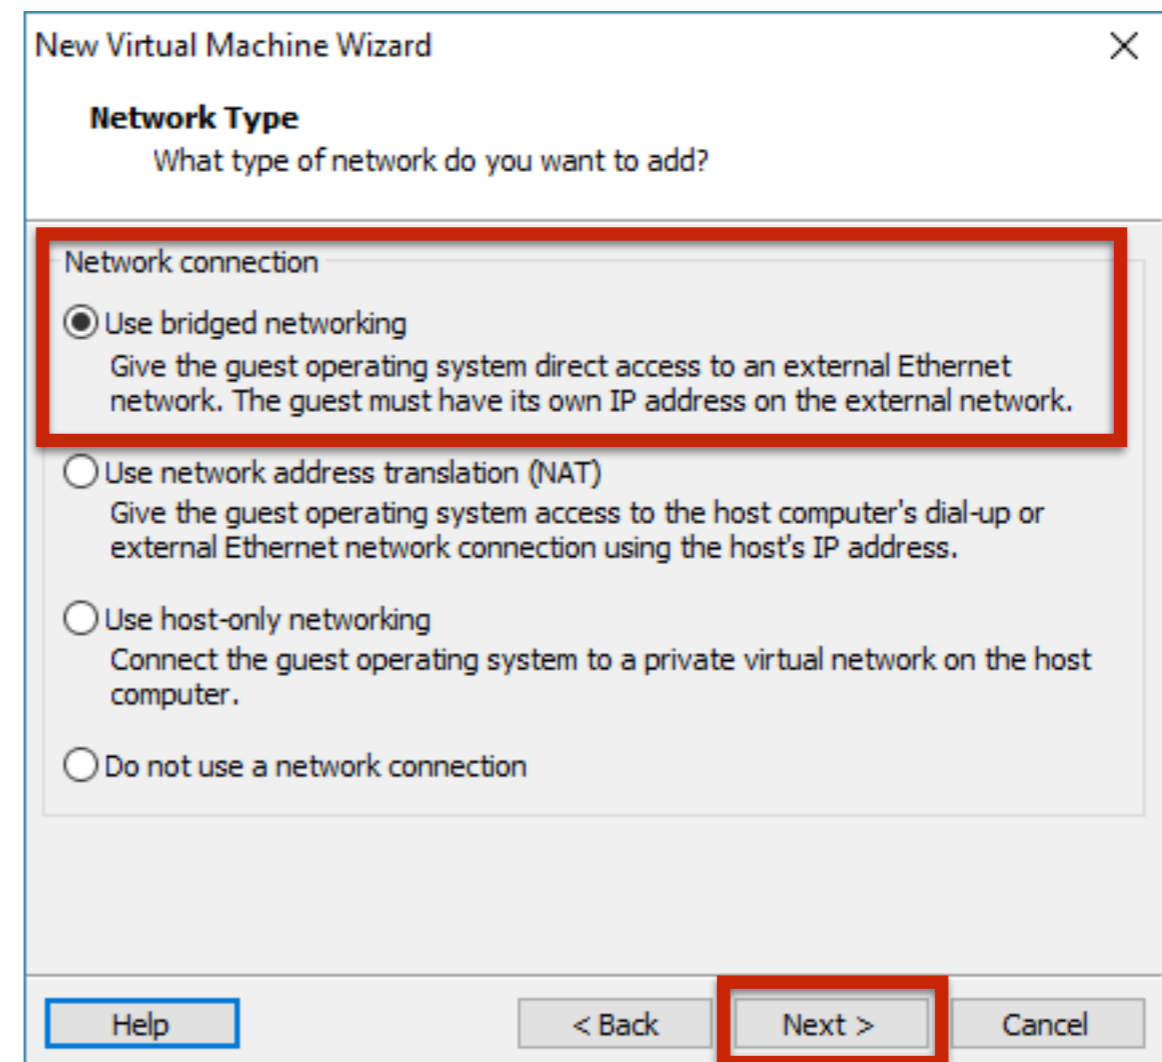 New Virtual Machine Wizard
Network Type
What type of network do you want to add?
Network connection
Use bridged networking
Give the guest operating system direct access to an external Ethernet
network. The guest must have its own IP address on the external network.
Use network address translation (NAT)
Give the guest operating system access to the host computer's dial-up or
external Ethernet network connection using the host's IP address.
Use host-only networking
Connect the guest operating system to a private virtual network on the host
computer.
Do not use a network connection
Help
< Back
Next >
Cancel